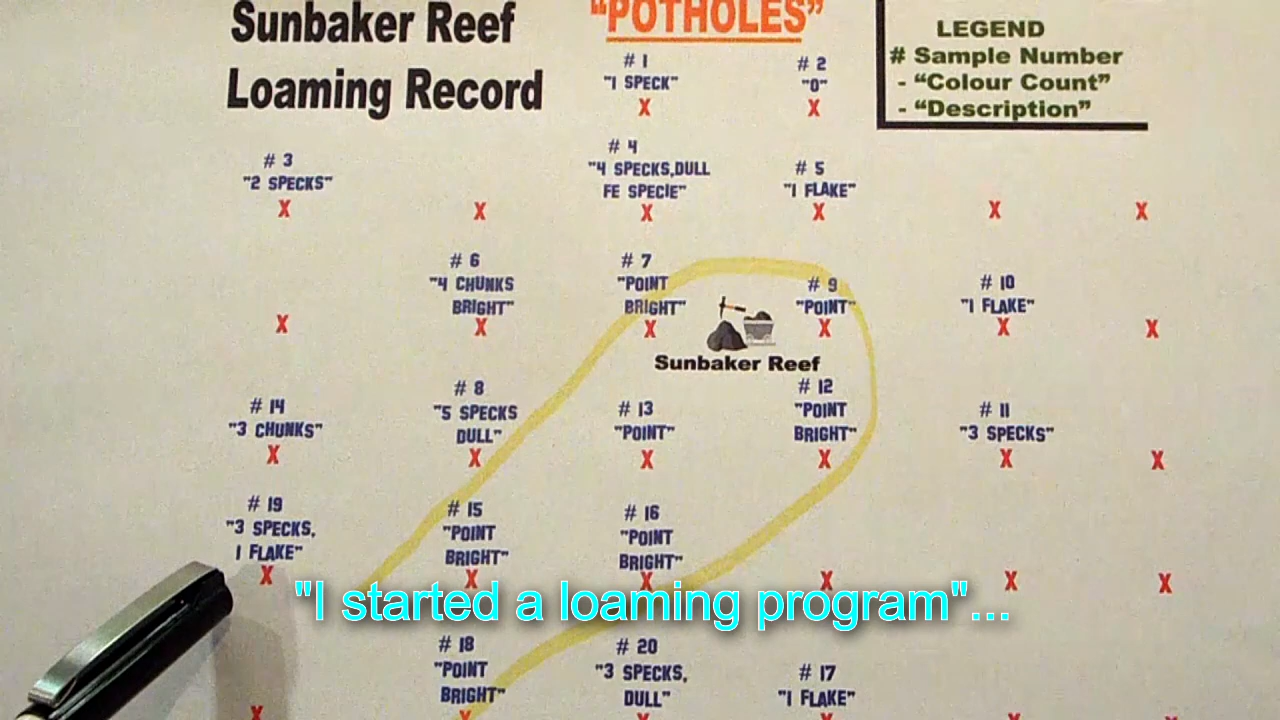 Sunbaker Reef
Loaming Record
“POTHOLES”
LEGEND
# Sample Number
- “Colour Count”
- “Description”
# 1
"1 SPECK"
X
# 2
"0"
X
# 3
"2 SPECKS"
X
X
# 4
"4 SPECKS,DULL
FE SPECIE"
X
# 5
"1 FLAKE"
X
X
X
X
# 6
"4 CHUNKS
BRIGHT"
X
# 7
"POINT
BRIGHT"
X
Sunbaker Reef
# 9
"POINT"
X
# 10
"1 FLAKE"
X
X
# 14
"3 CHUNKS"
X
# 8
"5 SPECKS
DULL"
X
# 13
"POINT"
X
# 12
"POINT
BRIGHT"
X
# 11
"3 SPECKS"
X
X
# 19
"3 SPECKS,
1 FLAKE"
X
# 15
"POINT
BRIGHT"
X
# 16
"POINT
BRIGHT"
X
X
X
X
"I started a loaming program"...
# 18
"POINT
BRIGHT"
X
# 20
"3 SPECKS,
DULL"
X
# 17
"1 FLAKE"
X
X